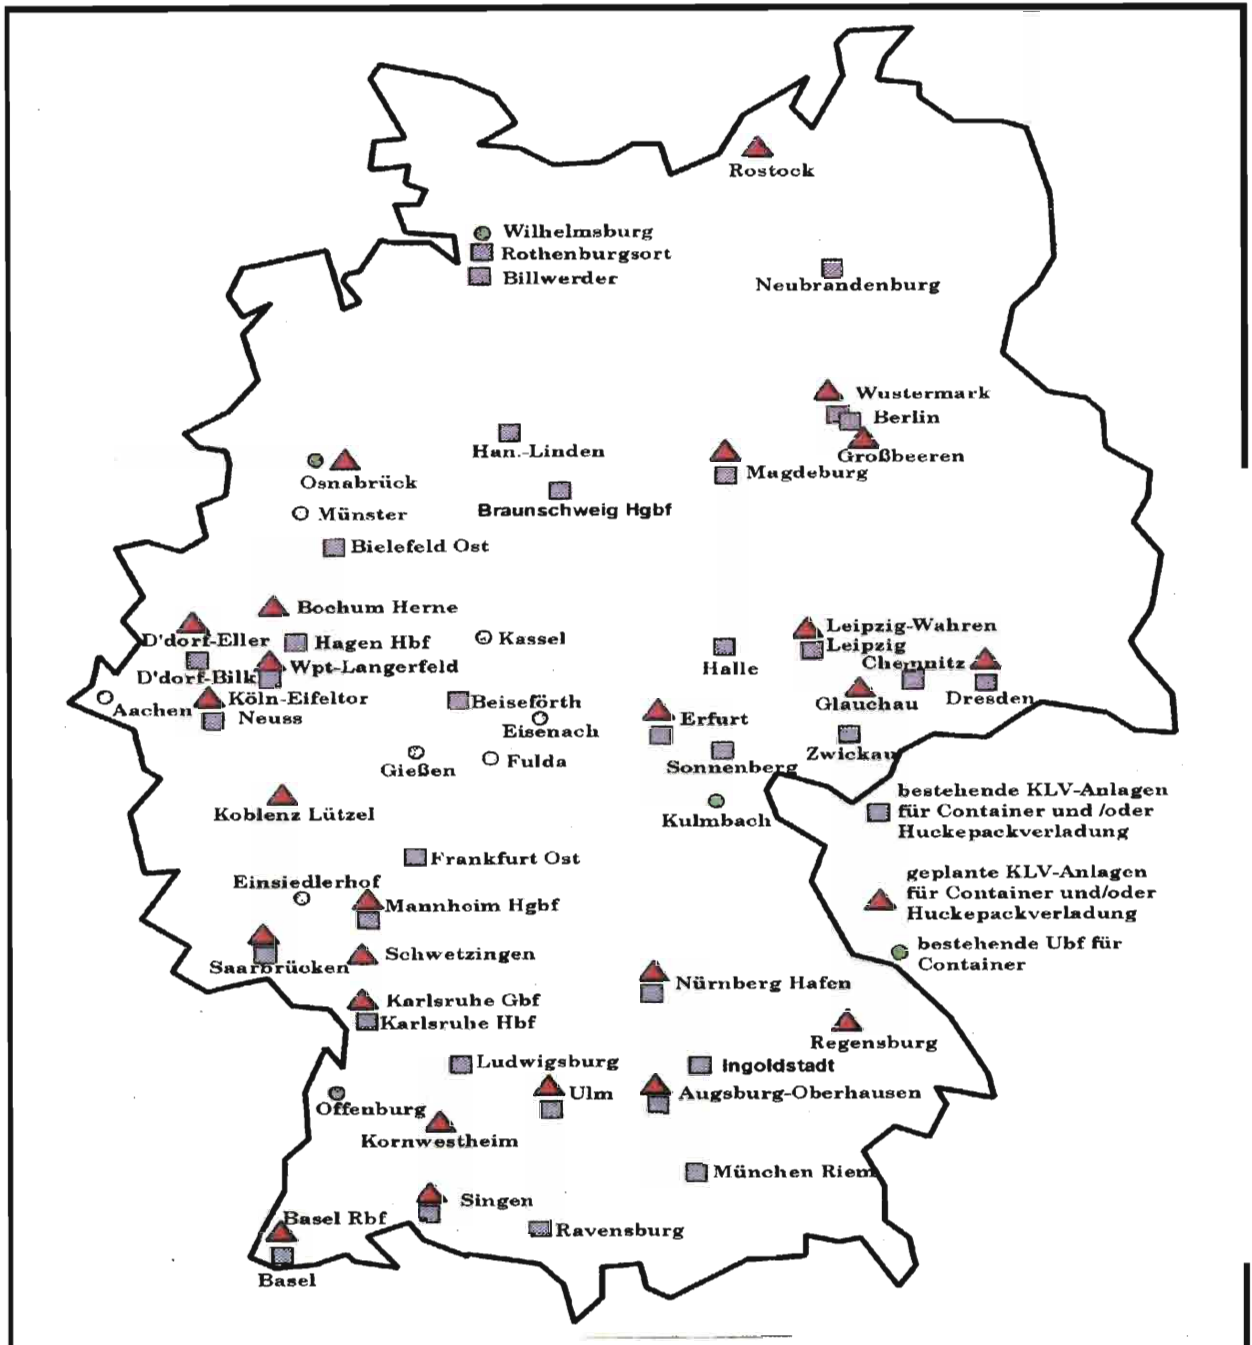 Rostock
Wilhelmsburg
Rothenburgsort
Billwerder
Neubrandenburg
Wustermark
Berlin
Großbeeren
Han.-Linden
Magdeburg
Osnabrück
Braunschweig Hgbf
Münster
Bielefeld Ost
Bochum Herne
D'dorf-Eller
Hagen Hbf
Kassel
Leipzig-Wahren
Leipzig
Chemnitz
Halle
Wpt-Langerfeld
D'dorf-Bilk
Aachen
Köln-Eifeltor
Neuss
Beiseförth
Eisenach
Erfurt
Glauchau
Dresden
Gießen
Fulda
Sonnenberg
Zwickau
Koblenz Lützel
Kulmbach
bestehende KLV-Anlagen
für Container und /oder
Huckepackverladung
Frankfurt Ost
Einsiedlerhof
Mannheim Hgbf
geplante KLV-Anlagen
für Container und/oder
Huckepackverladung
bestehende Ubf für
Container
Saarbrücken
Schwetzingen
Nürnberg Hafen
Karlsruhe Gbf
Karlsruhe Hbf
Regensburg
Ludwigsburg
Ingoldstadt
Ulm
Augsburg-Oberhausen
Offenburg
Kornwestheim
München Riem
Singen
Basel Rbf
Ravensburg
Basel